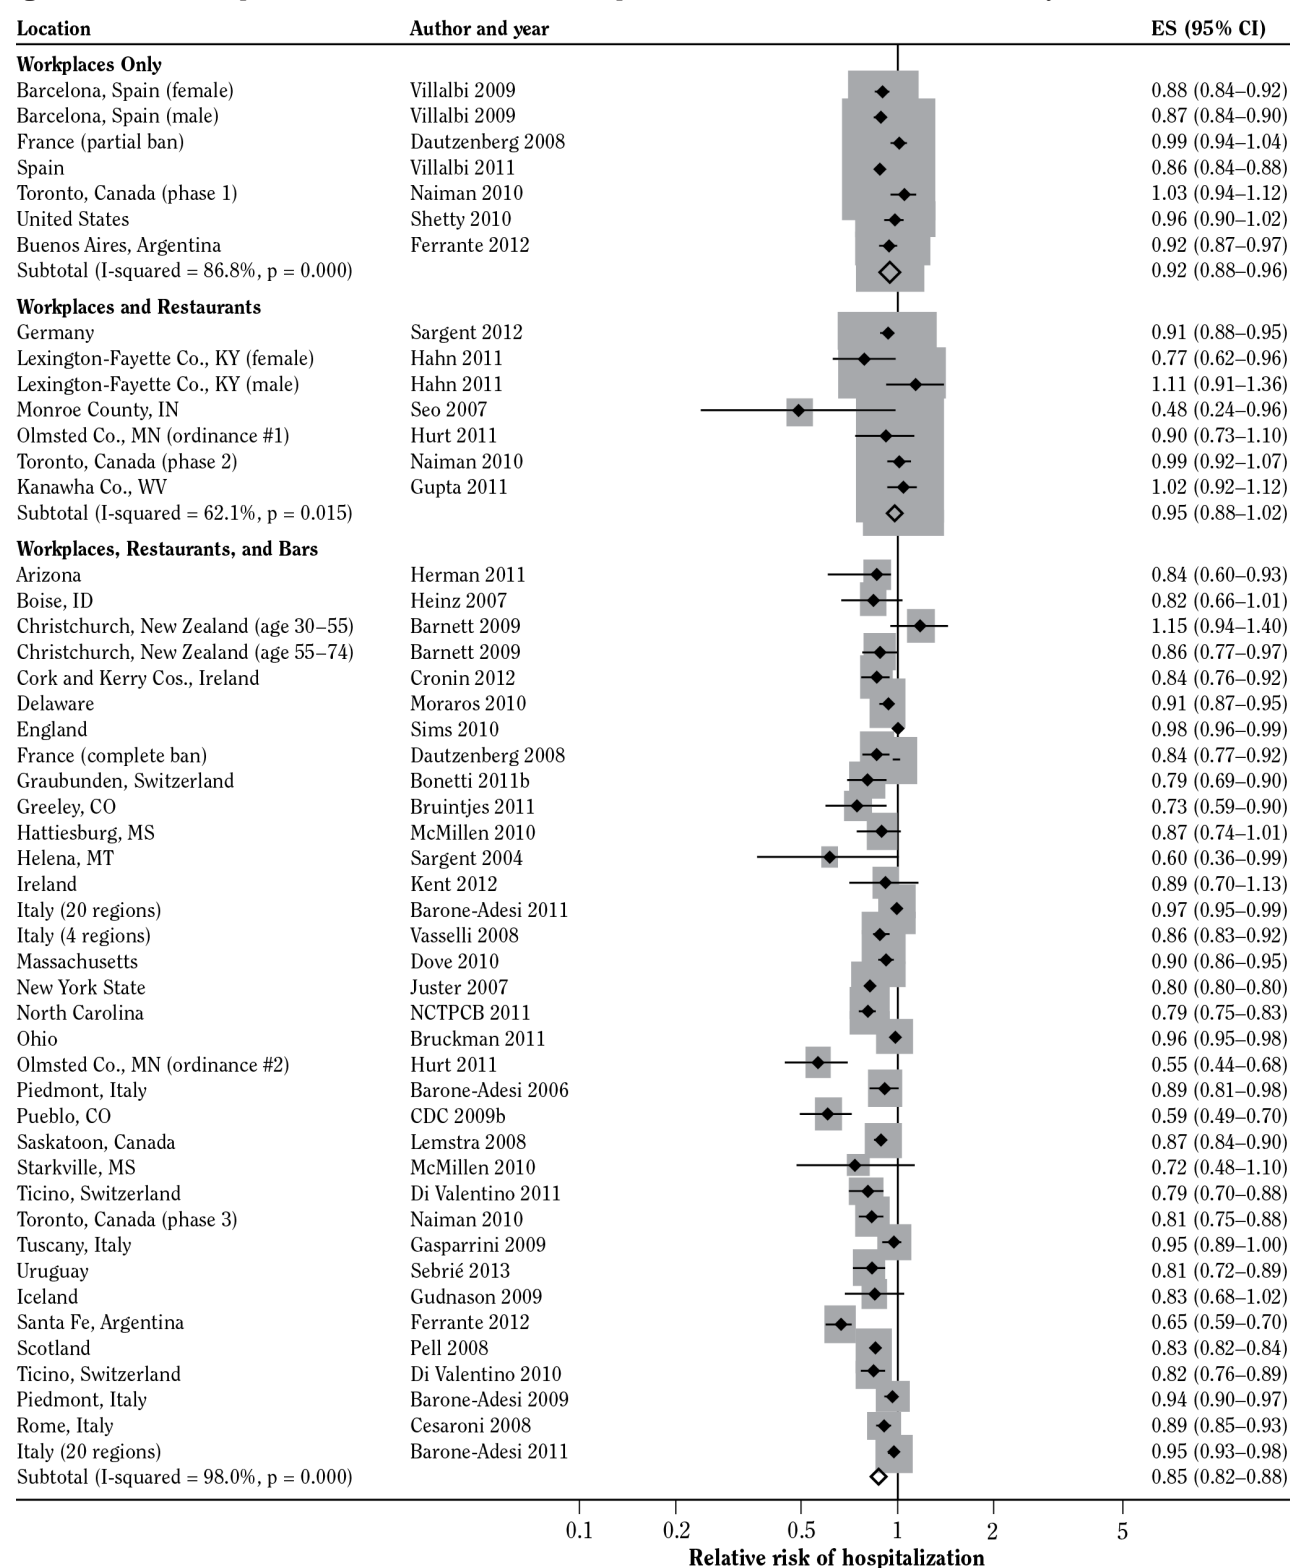 Location Author and year ES (95% CI)
Workplaces Only
Barcelona, Spain (female) Villalbi 2009 0.88 (0.84–0.92)
Barcelona, Spain (male) Villalbi 2009 0.87 (0.84–0.90)
France (partial ban) Dautzenberg 2008 0.99 (0.94–1.04)
Spain Villalbi 2011 0.86 (0.84–0.88)
Toronto, Canada (phase 1) Naiman 2010 1.03 (0.94–1.12)
United States Shetty 2010 0.96 (0.90–1.02)
Buenos Aires, Argentina Ferrante 2012 0.92 (0.87–0.97)
Subtotal (I-squared = 86.8%, p = 0.000) 0.92 (0.88–0.96)
Workplaces and Restaurants
Germany Sargent 2012 0.91 (0.88–0.95)
Lexington-Fayette Co., KY (female) Hahn 2011 0.77 (0.62–0.96)
Lexington-Fayette Co., KY (male) Hahn 2011 1.11 (0.91–1.36)
Monroe County, IN Seo 2007 0.48 (0.24–0.96)
Olmsted Co., MN (ordinance #1) Hurt 2011 0.90 (0.73–1.10)
Toronto, Canada (phase 2) Naiman 2010 0.99 (0.92–1.07)
Kanawha Co., WV Gupta 2011 1.02 (0.92–1.12)
Subtotal (I-squared = 62.1%, p = 0.015) 0.95 (0.88–1.02)
Workplaces, Restaurants, and Bars
Arizona Herman 2011 0.84 (0.60–0.93)
Boise, ID Heinz 2007 0.82 (0.66–1.01)
Christchurch, New Zealand (age 30–55) Barnett 2009 1.15 (0.94–1.40)
Christchurch, New Zealand (age 55–74) Barnett 2009 0.86 (0.77–0.97)
Cork and Kerry Cos., Ireland Cronin 2012 0.84 (0.76–0.92)
Delaware Moraros 2010 0.91 (0.87–0.95)
England Sims 2010 0.98 (0.96–0.99)
France (complete ban) Dautzenberg 2008 0.84 (0.77–0.92)
Graubunden, Switzerland Bonetti 2011b 0.79 (0.69–0.90)
Greeley, CO Bruintjes 2011 0.73 (0.59–0.90)
Hattiesburg, MS McMillen 2010 0.87 (0.74–1.01)
Helena, MT Sargent 2004 0.60 (0.36–0.99)
Ireland Kent 2012 0.89 (0.70–1.13)
Italy (20 regions) Barone-Adesi 2011 0.97 (0.95–0.99)
Italy (4 regions) Vasselli 2008 0.86 (0.83–0.92)
Massachusetts Dove 2010 0.90 (0.86–0.95)
New York State Juster 2007 0.80 (0.80–0.80)
North Carolina NCTPCB 2011 0.79 (0.75–0.83)
Ohio Bruckman 2011 0.96 (0.95–0.98)
Olmsted Co., MN (ordinance #2) Hurt 2011 0.55 (0.44–0.68)
Piedmont, Italy Barone-Adesi 2006 0.89 (0.81–0.98)
Pueblo, CO CDC 2009b 0.59 (0.49–0.70)
Saskatoon, Canada Lemstra 2008 0.87 (0.84–0.90)
Starkville, MS McMillen 2010 0.72 (0.48–1.10)
Ticino, Switzerland Di Valentino 2011 0.79 (0.70–0.88)
Toronto, Canada (phase 3) Naiman 2010 0.81 (0.75–0.88)
Tuscany, Italy Gasparrini 2009 0.95 (0.89–1.00)
Uruguay Sebrié 2013 0.81 (0.72–0.89)
Iceland Gudnason 2009 0.83 (0.68–1.02)
Santa Fe, Argentina Ferrante 2012 0.65 (0.59–0.70)
Scotland Pell 2008 0.83 (0.82–0.84)
Ticino, Switzerland Di Valentino 2010 0.82 (0.76–0.89)
Piedmont, Italy Barone-Adesi 2009 0.94 (0.90–0.97)
Rome, Italy Cesaroni 2008 0.89 (0.85–0.93)
Italy (20 regions) Barone-Adesi 2011 0.95 (0.93–0.98)
Subtotal (I-squared = 98.0%, p = 0.000) 0.85 (0.82–0.88)
0.1 0.2 0.5 1 2 5
Relative risk of hospitalization